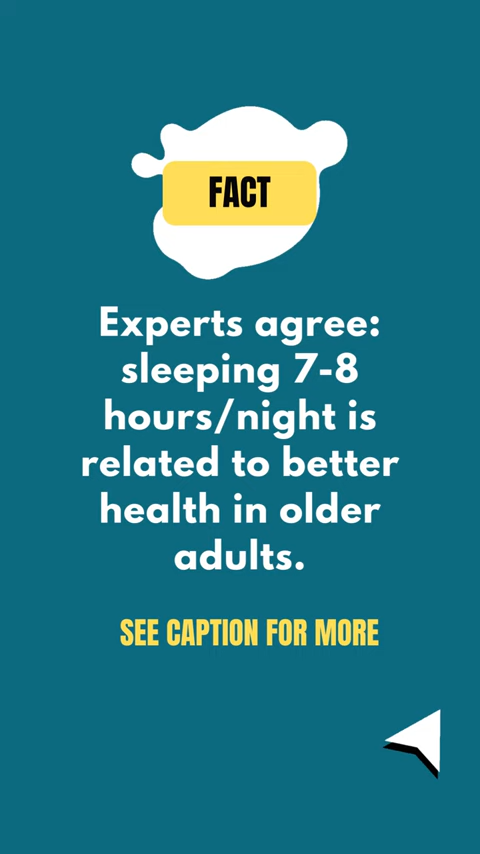 FACT
Experts agree:
sleeping 7-8
hours/night is
related to better
health in older
adults.
SEE CAPTION FOR MORE